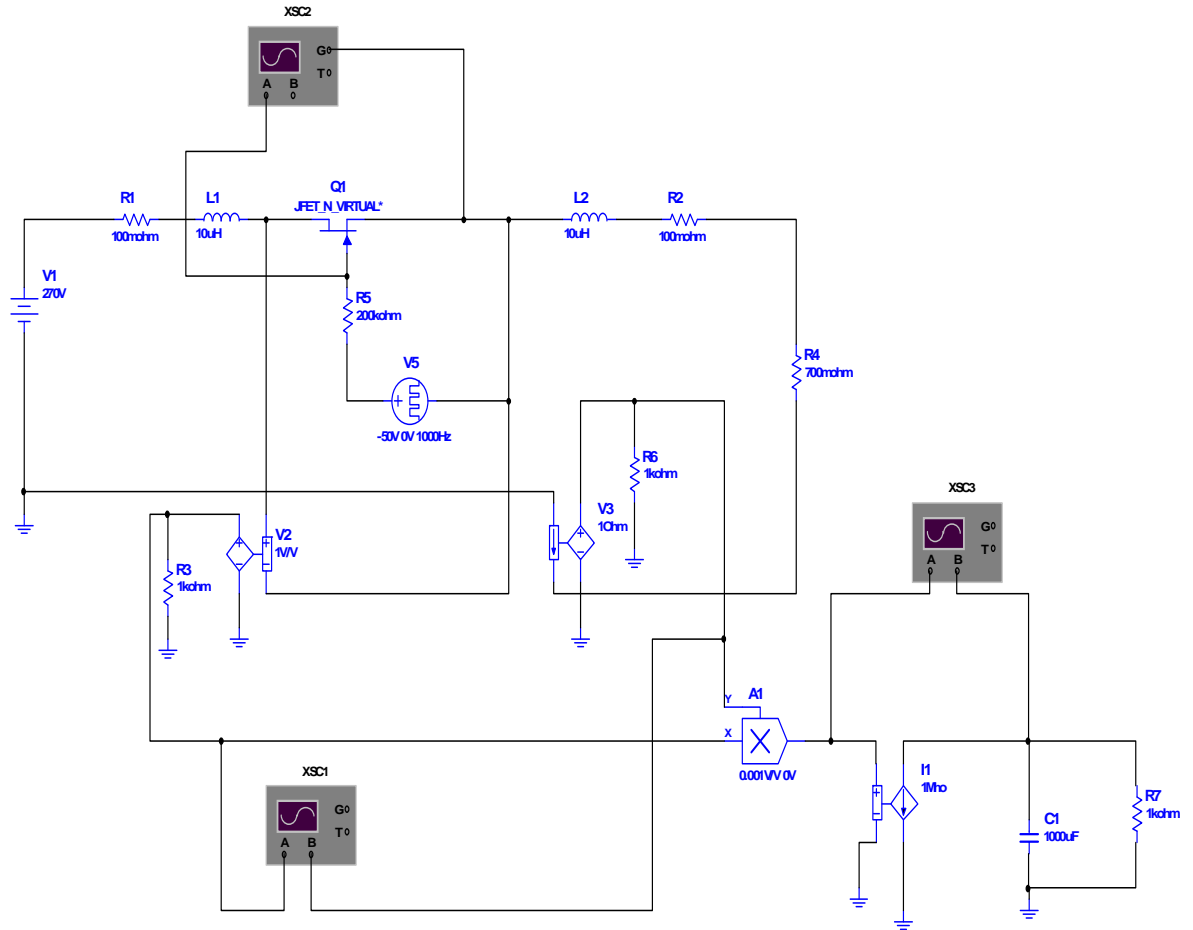 XSC2
G
T
A B
R1
100mohm
L1
10uH
Q1
JFET_N_VIRTUAL*
L2
10uH
R2
100mohm
V1
270V
R5
200kohm
V5
+
-50V 0V 1000Hz
R4
700mohm
R6
1kohm
V3
1Ohm
V2
1V/V
R3
1kohm
XSC3
G
T
A B
Y
A1
X
0.001V/V 0V
XSC1
G
T
A B
I1
1Mho
C1
1000uF
R7
1kohm